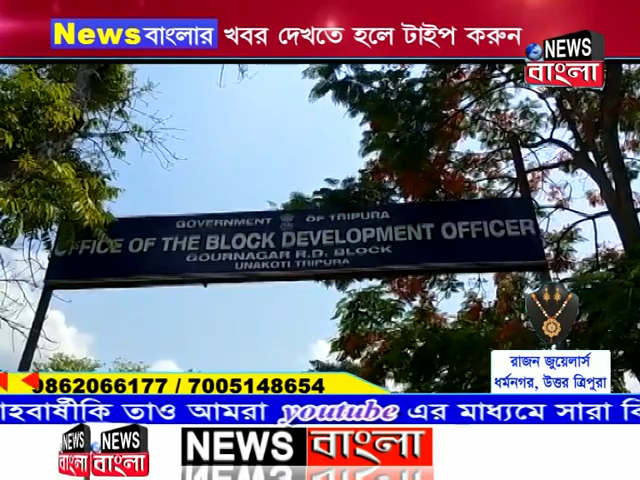 Newsবাংলার খবর দেখতে হলে টাইপ করুন
NEWS
বাংলা
GOVERNMENT OF TRIPURA
OFFICE OF THE BLOCK DEVELOPMENT OFFICER
GOURNAGAR R.D. BLOCK
UNAKOTI TRIPURA
রাজন জুয়েলার্স
ধর্মনগর, উত্তর ত্রিপুরা
9862066177 / 7005148654
তাও আমরা youtube এর মাধ্যমে সারা
NEWS NEWS
বাংলা বাংলা
NEWS বাংলা